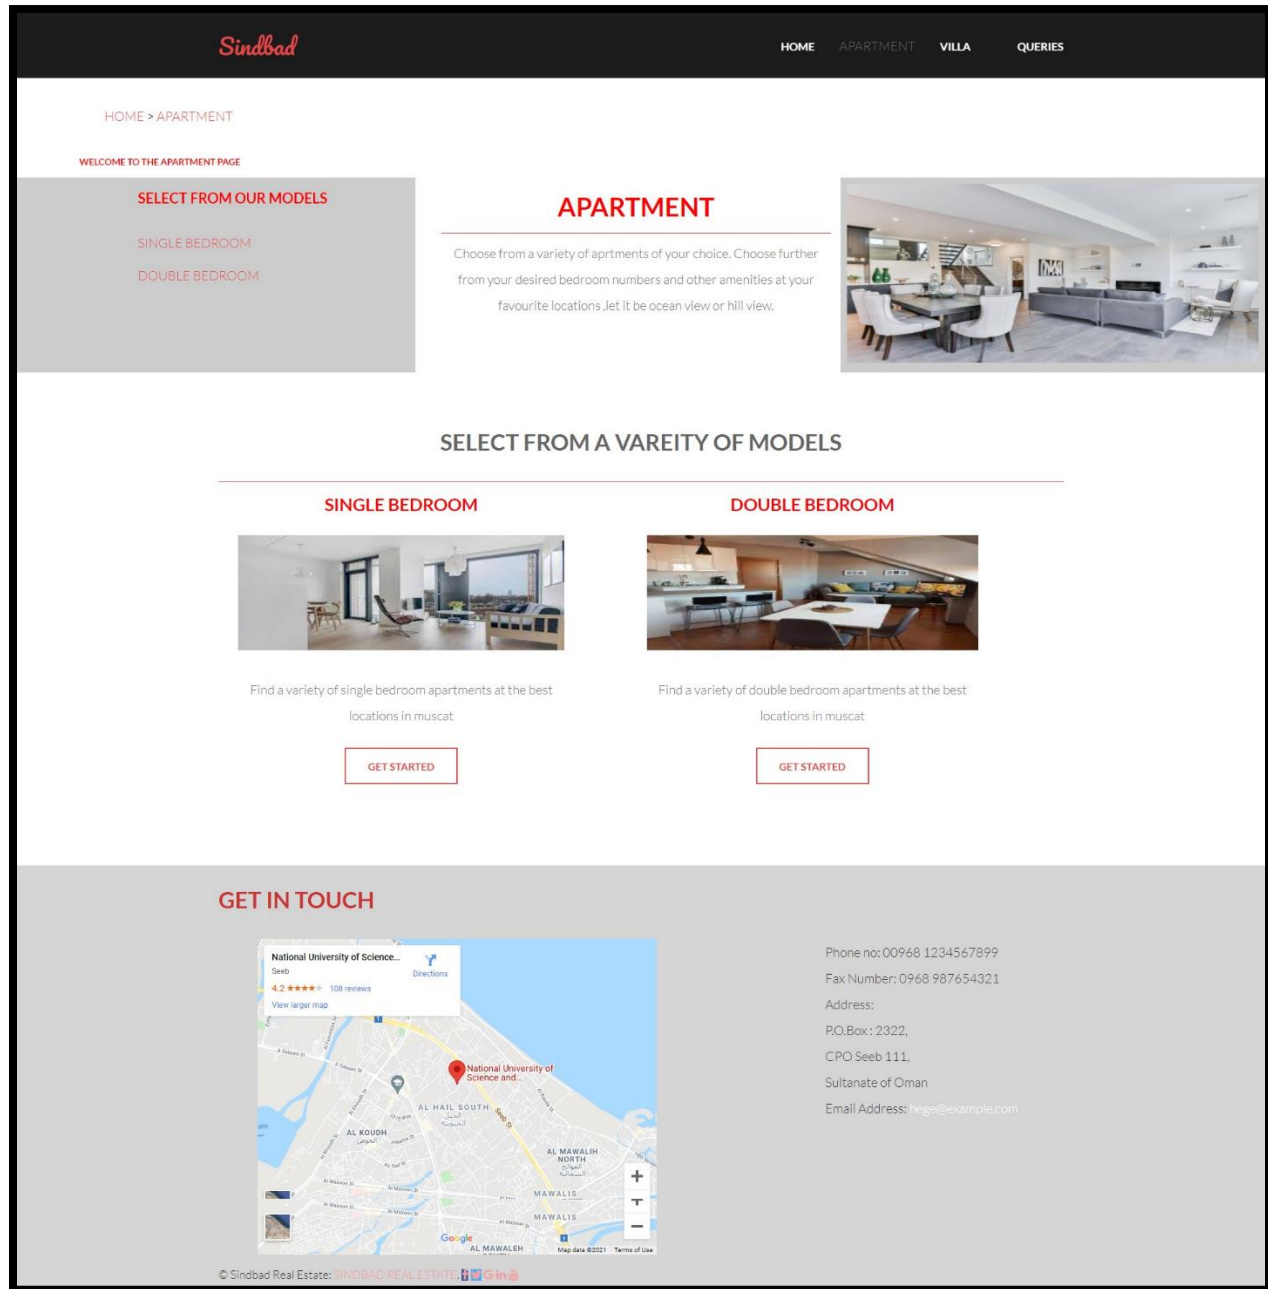 Sindbad
HOME APARTMENT VILLA QUERIES
HOME > APARTMENT
WELCOME TO THE APARTMENT PAGE
SELECT FROM OUR MODELS
SINGLE BEDROOM
DOUBLE BEDROOM
APARTMENT
Choose from a variety of aprtments of your choice. Choose further
from your desired bedroom numbers and other amenities at your
favourite locations ,let it be ocean view or hill view.
SELECT FROM A VAREITY OF MODELS
SINGLE BEDROOM
Find a variety of single bedroom apartments at the best
locations in muscat
GET STARTED
DOUBLE BEDROOM
Find a variety of double bedroom apartments at the best
locations in muscat
GET STARTED
GET IN TOUCH
National University of Science...
Seeb
4.2 ★★★★ 108 reviews
View larger map
Directions
National University of
Science and...
AL HAIL SOUTH
الحيل
الجنوبية
AL KOUDH
الخوض
AL MAWALIH
NORTH
الموالح
الشمالية
MAWALIS
MAWALIS
AL MAWALEH
Google
Map data ©2021 Terms of Use
Phone no: 00968 1234567899
Fax Number: 0968 987654321
Address:
P.O.Box : 2322,
CPO Seeb 111,
Sultanate of Oman
Email Address: hege@example.com
© Sindbad Real Estate: SINDBAD REAL ESTATE.